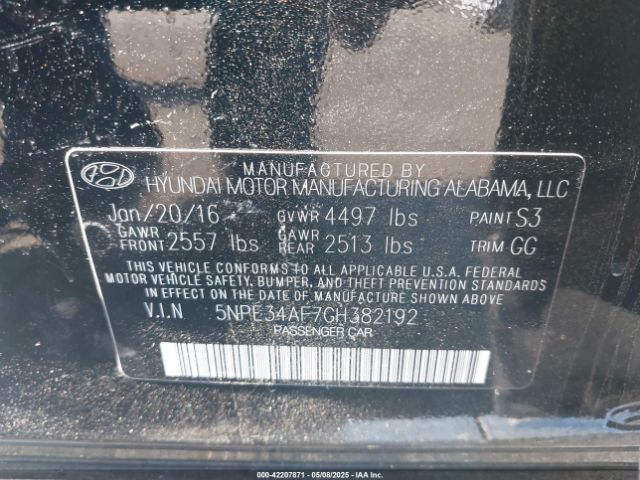 MANUFACTURED BY
HYUNDAI MOTOR MANUFACTURING ALABAMA, LLC
Jan/20/16 GVWR 4497 lbs PAINT S3
GAWR FRONT 2557 lbs GAWR REAR 2513 lbs TRIM GG
THIS VEHICLE CONFORMS TO ALL APPLICABLE U.S.A. FEDERAL
MOTOR VEHICLE SAFETY, BUMPER, AND THEFT PREVENTION STANDARDS
IN EFFECT ON THE DATE OF MANUFACTURE SHOWN ABOVE.
V.I.N 5NPE34AF7GH382192
PASSENGER CAR
000-42207871 - 05/08/2025 - IAA Inc.